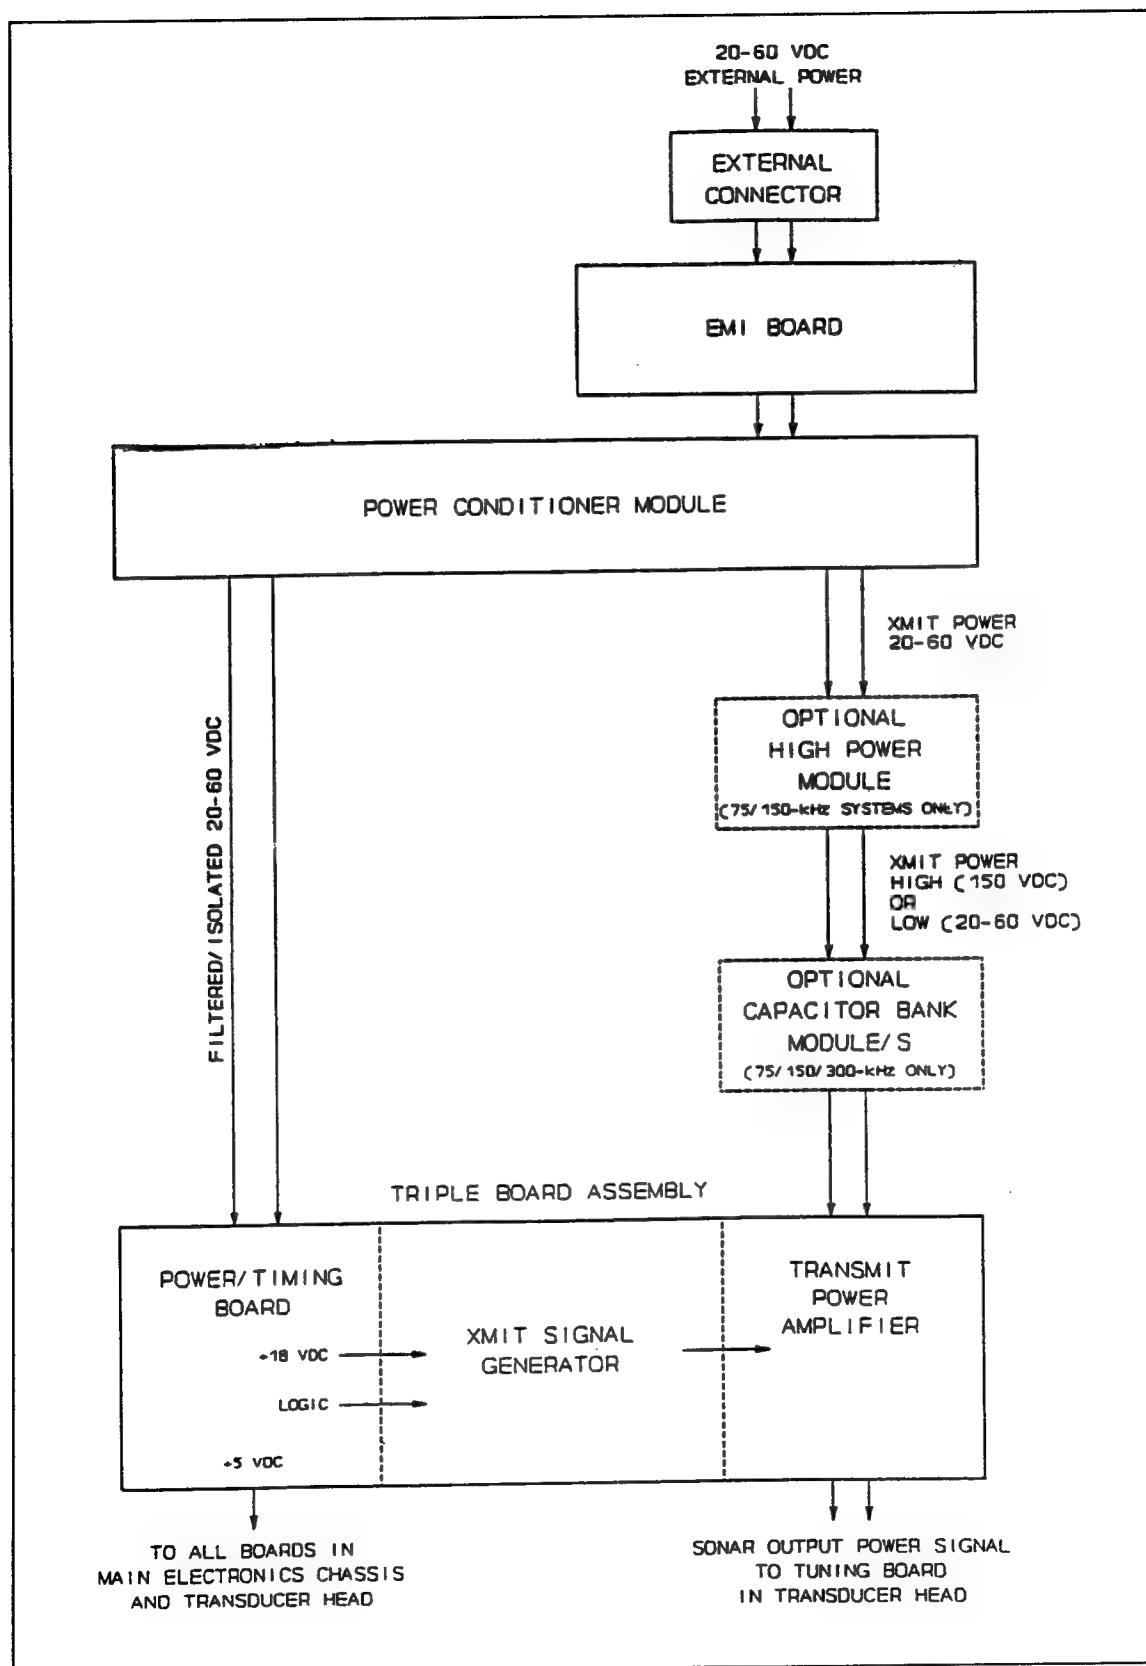 20-60 VDC
EXTERNAL POWER
EXTERNAL
CONNECTOR
EMI BOARD
POWER CONDITIONER MODULE
XMIT POWER
20-60 VDC
FILTERED/ISOLATED 20-60 VDC
OPTIONAL
HIGH POWER
MODULE
(75/150-kHz SYSTEMS ONLY)
XMIT POWER
HIGH (150 VDC)
OR
LOW (20-60 VDC)
OPTIONAL
CAPACITOR BANK
MODULE/S
(75/150/300-kHz ONLY)
TRIPLE BOARD ASSEMBLY
POWER/TIMING
BOARD
+18 VDC
LOGIC
+5 VDC
XMIT SIGNAL
GENERATOR
TRANSMIT
POWER
AMPLIFIER
TO ALL BOARDS IN
MAIN ELECTRONICS CHASSIS
AND TRANSDUCER HEAD
SONAR OUTPUT POWER SIGNAL
TO TUNING BOARD
IN TRANSDUCER HEAD